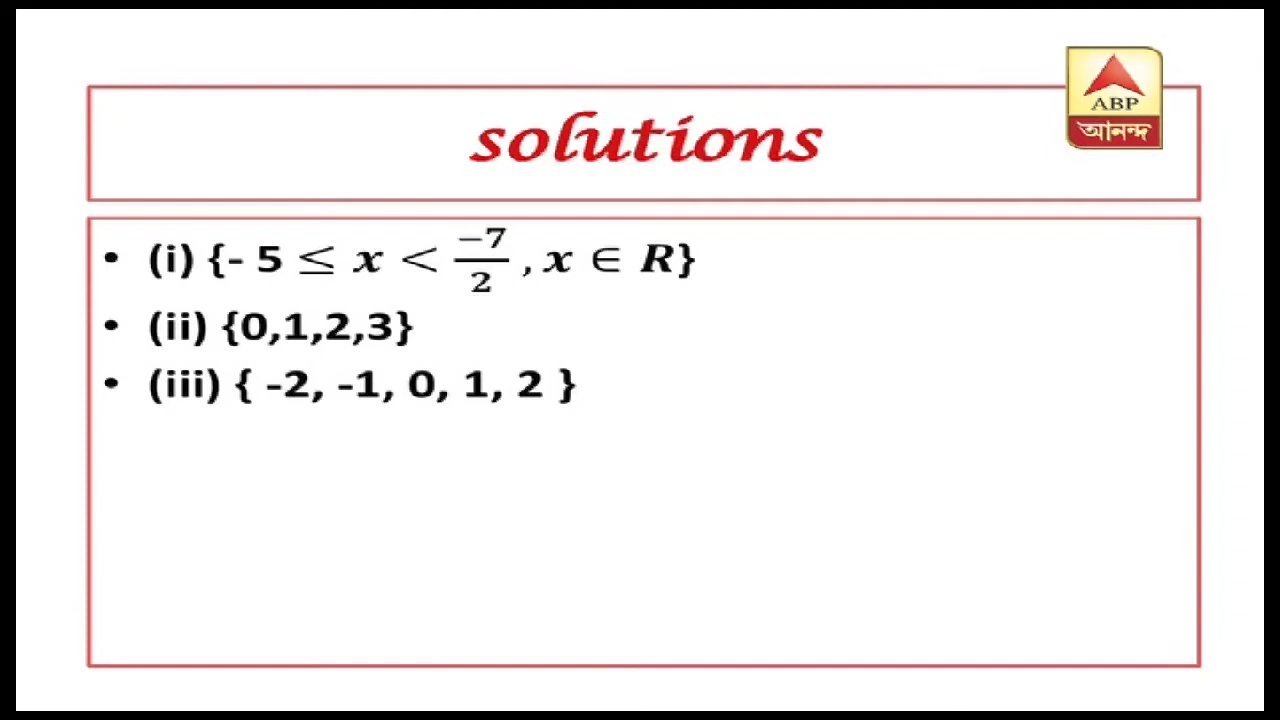 ABP
আনন্দ
solutions
• (i) {- 5 ≤ x < −7/2 , x ∈ R}
• (ii) {0,1,2,3}
• (iii) { -2, -1, 0, 1, 2 }